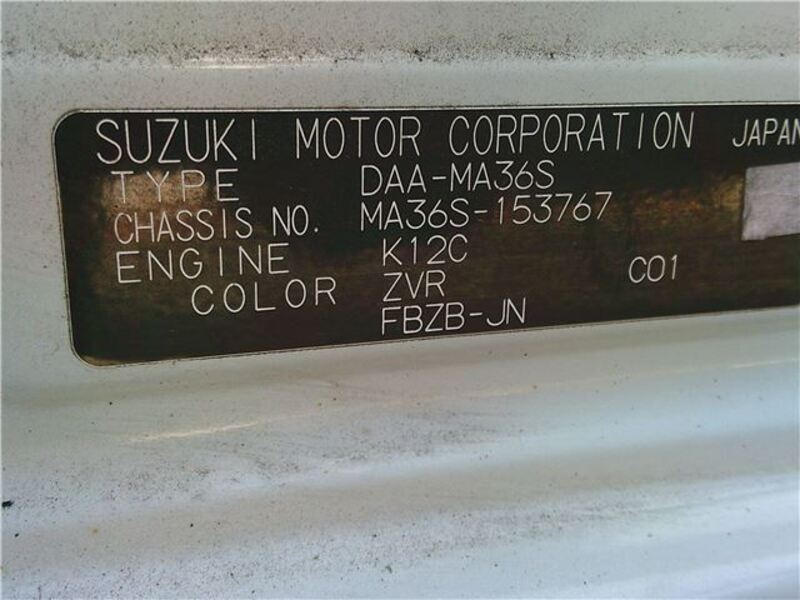 SUZUKI MOTOR CORPORATION JAPAN
TYPE DAA-MA36S
CHASSIS NO. MA36S-153767
ENGINE K12C
COLOR ZVR C01
FBZB-JN